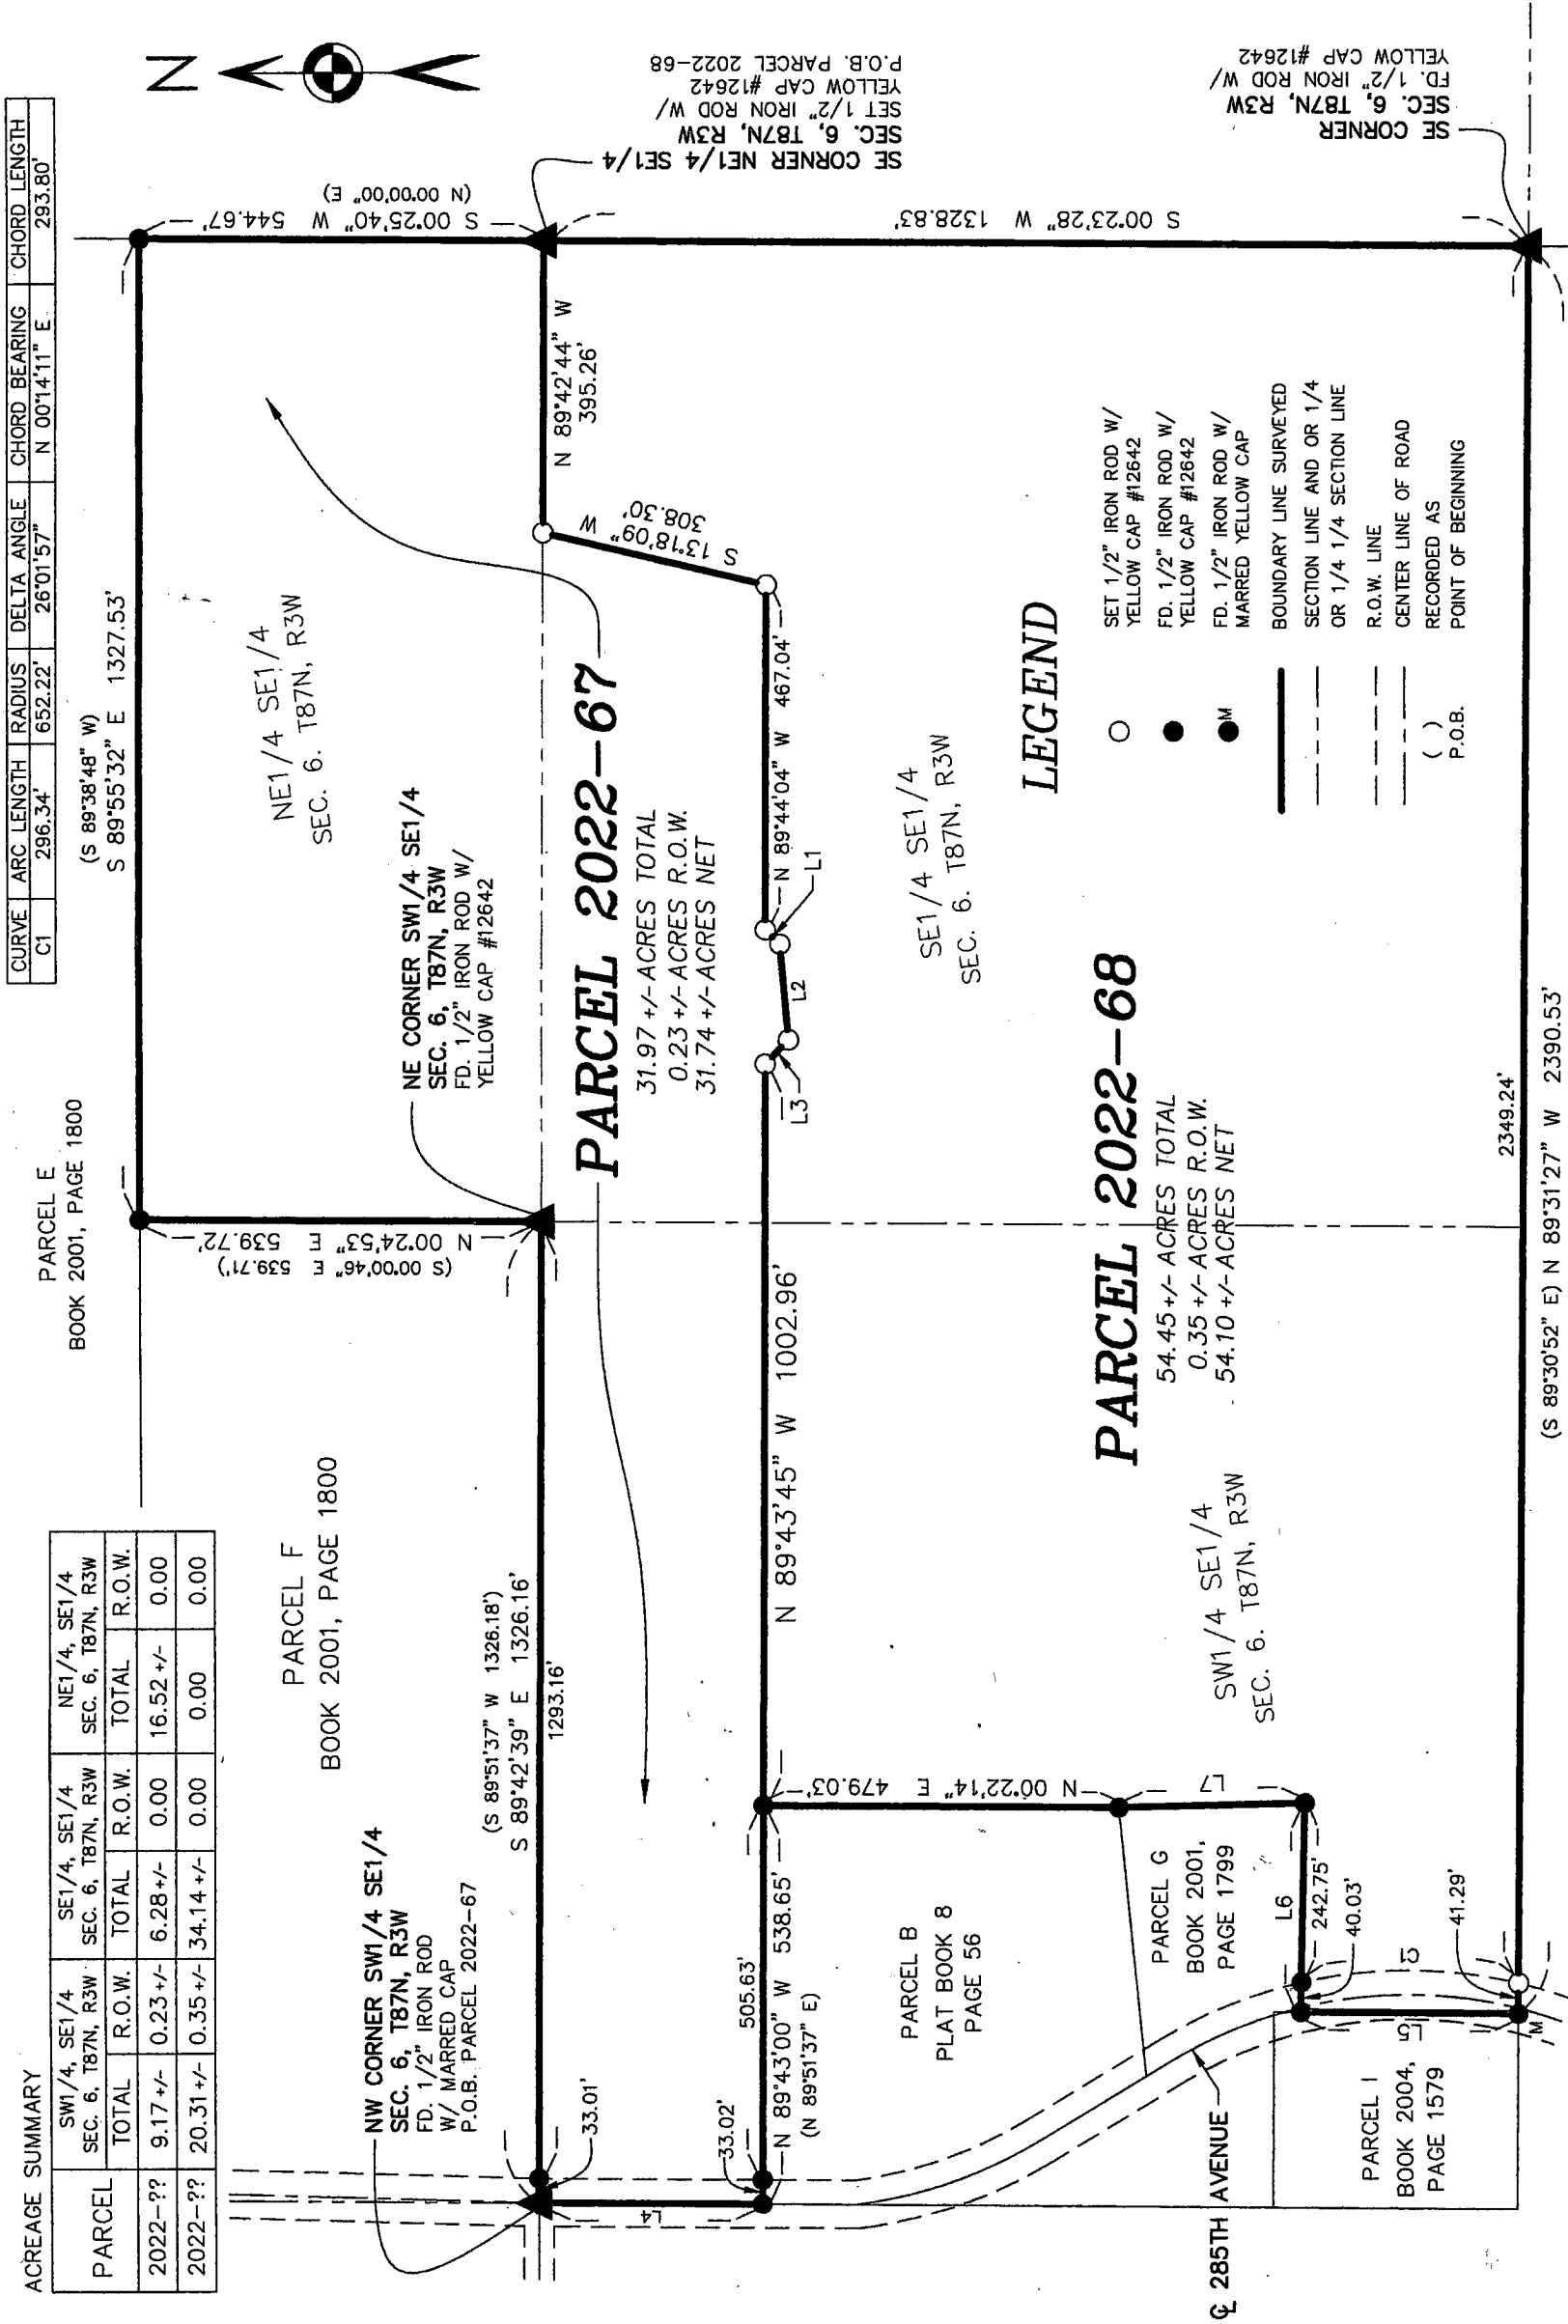 ACREAGE SUMMARY
PARCEL
SW1/4, SE1/4
SEC. 6, T87N, R3W
SE1/4, SE1/4
SEC. 6, T87N, R3W
NE1/4, SE1/4
SEC. 6, T87N, R3W
TOTAL R.O.W. TOTAL R.O.W. TOTAL R.O.W.
2022-?? 9.17 +/- 0.23 +/- 6.28+/- 0.00 16.52 +/- 0.00
2022-?? 20.31 +/- 0.35 +/- 34.14 +/- 0.00 0.00 0.00
CURVE ARC LENGTH RADIUS DELTA ANGLE CHORD BEARING CHORD LENGTH
C1 296.34' 652.22' 26°01'57" N 00°14'11" E 293.80'
N
PARCEL E
BOOK 2001, PAGE 1800
(S 89°38'48" W)
S 89°55'32" E 1327.53'
S 00°25'40" W 544.67'
(N 00°00'00" E)
NE1/4 SE1/4
SEC. 6. T87N, R3W
N 00°24'53" E 539.72'
(S 00°00'46" E 539.71')
PARCEL F
BOOK 2001, PAGE 1800
NE CORNER SW1/4 SE1/4
SEC. 6, T87N, R3W
FD. 1/2" IRON ROD W/
YELLOW CAP #12642
NW CORNER SW1/4 SE1/4
SEC. 6, T87N, R3W
FD. 1/2" IRON ROD
W/ MARRED CAP
P.O.B. PARCEL 2022-67
(S 89°51'37" W 1326.18')
S 89°42'39" E 1326.16'
1293.16'
33.01'
SE CORNER NE1/4 SE1/4
SEC. 6, T87N, R3W
SET 1/2" IRON ROD W/
YELLOW CAP #12642
P.O.B. PARCEL 2022-68
N 89°42'44" W
395.26'
S 13°18'09" W
308.30'
PARCEL 2022-67
31.97 +/- ACRES TOTAL
0.23 +/- ACRES R.O.W.
31.74 +/- ACRES NET
N 89°44'04" W 467.04'
L1
L2
L3
N 89°43'45" W 1002.96'
L4
33.02'
505.63'
N 89°43'00" W 538.65'
(N 89°51'37" E)
N 00°22'14" E 479.03'
S 00°23'28" W 1328.83'
SE1/4 SE1/4
SEC. 6. T87N, R3W
PARCEL B
PLAT BOOK 8
PAGE 56
PARCEL G
BOOK 2001,
PAGE 1799
L7
L6
242.75'
40.03'
41.29'
L5
C1
M
PARCEL I
BOOK 2004,
PAGE 1579
℄ 285TH AVENUE
PARCEL 2022-68
54.45 +/- ACRES TOTAL
0.35 +/- ACRES R.O.W.
54.10 +/- ACRES NET
SW1/4 SE1/4
SEC. 6. T87N, R3W
LEGEND
SET 1/2" IRON ROD W/
YELLOW CAP #12642
FD. 1/2" IRON ROD W/
YELLOW CAP #12642
M
FD. 1/2" IRON ROD W/
MARRED YELLOW CAP
BOUNDARY LINE SURVEYED
SECTION LINE AND OR 1/4
OR 1/4 1/4 SECTION LINE
R.O.W. LINE
CENTER LINE OF ROAD
( ) RECORDED AS
P.O.B. POINT OF BEGINNING
SE CORNER
SEC. 6, T87N, R3W
FD. 1/2" IRON ROD W/
YELLOW CAP #12642
2349.24'
(S 89°30'52" E) N 89°31'27" W 2390.53'